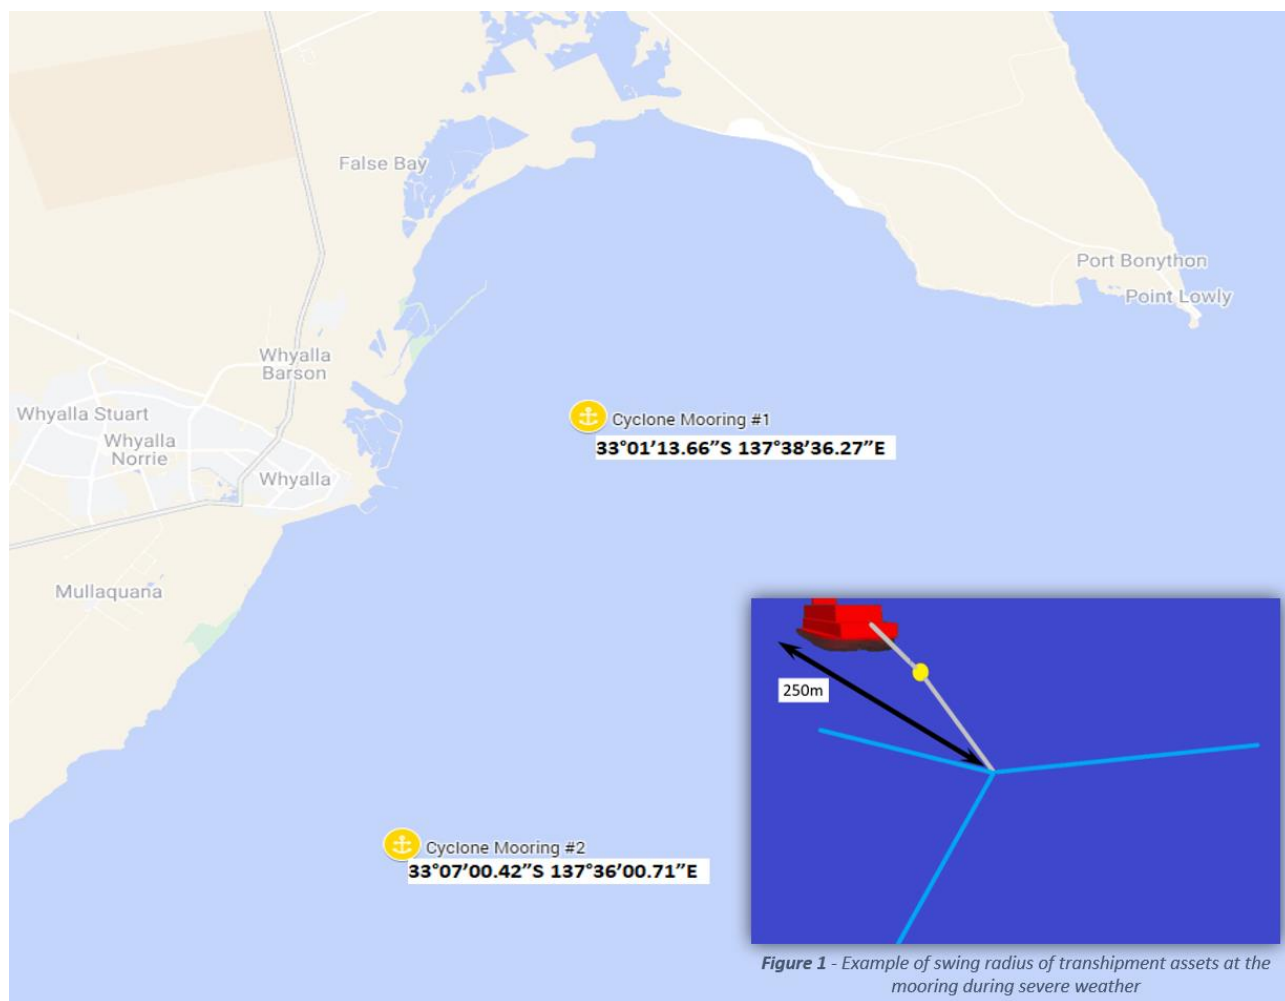 False Bay
Port Bonython
Point Lowly
Whyalla
Barson
Whyalla Stuart
Whyalla
Norrie
Whyalla
Cyclone Mooring #1
33°01’13.66”S 137°38’36.27”E
Mullaquana
250m
Cyclone Mooring #2
33°07’00.42”S 137°36’00.71”E
Figure 1 - Example of swing radius of transhipment assets at the
mooring during severe weather